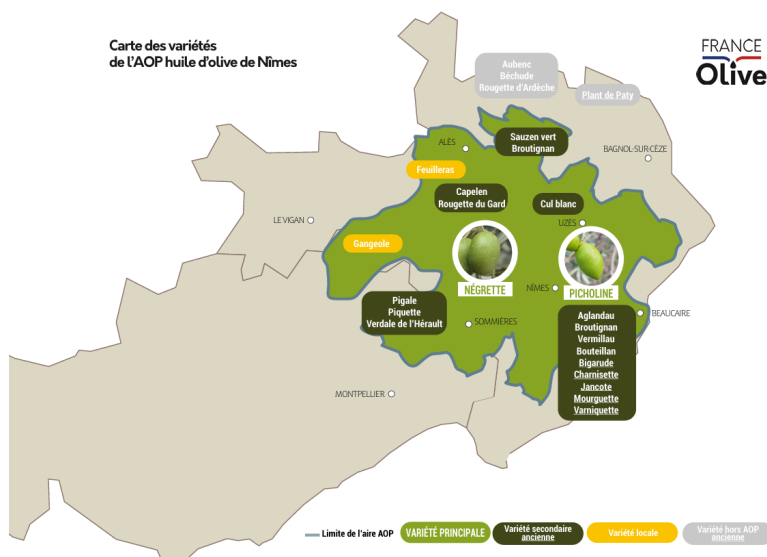 Carte des variétés
de l'AOP huile d'olive de Nîmes
FRANCE
Olive
Aubenc
Béchude
Rougette d'Ardèche
Plant de Paty
Sauzen vert
Broutignan
ALÈS
BAGNOL-SUR-CÈZE
Feuilleras
Capelen
Rougette du Gard
Cul blanc
LE VIGAN
UZÈS
Gangeole
NÉGRETTE
NÎMES
PICHOLINE
Pigale
Piquette
Verdale de l'Hérault
SOMMIÈRES
BEAUCAIRE
Aglandau
Broutignan
Vermillau
Bouteillan
Bigarude
Charnisette
Jancote
Mourguette
Varniquette
MONTPELLIER
Limite de l'aire AOP
VARIÉTÉ PRINCIPALE
Variété secondaire
ancienne
Variété locale
Variété hors AOP
ancienne